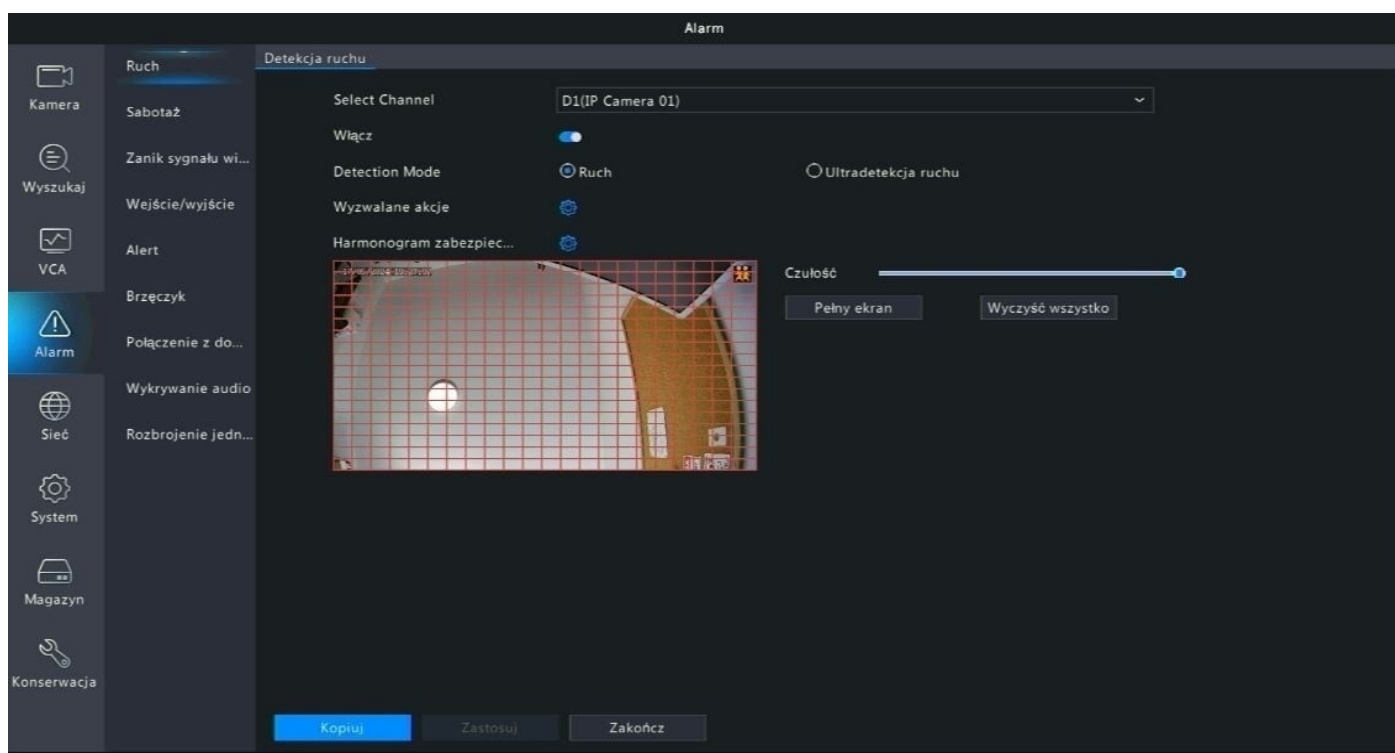 Alarm
Kamera
Wyszukaj
VCA
Alarm
Sieć
System
Magazyn
Konserwacja
Ruch
Sabotaż
Zanik sygnału wi...
Wejście/wyjście
Alert
Brzęczyk
Połączenie z do...
Wykrywanie audio
Rozbrojenie jedn...
Detekcja ruchu
Select Channel D1(IP Camera 01)
Włącz
Detection Mode Ruch Ultradetekcja ruchu
Wyzwalane akcje
Harmonogram zabezpiec...
Czułość
Pełny ekran Wyczyść wszystko
Kopiuj Zastosuj Zakończ